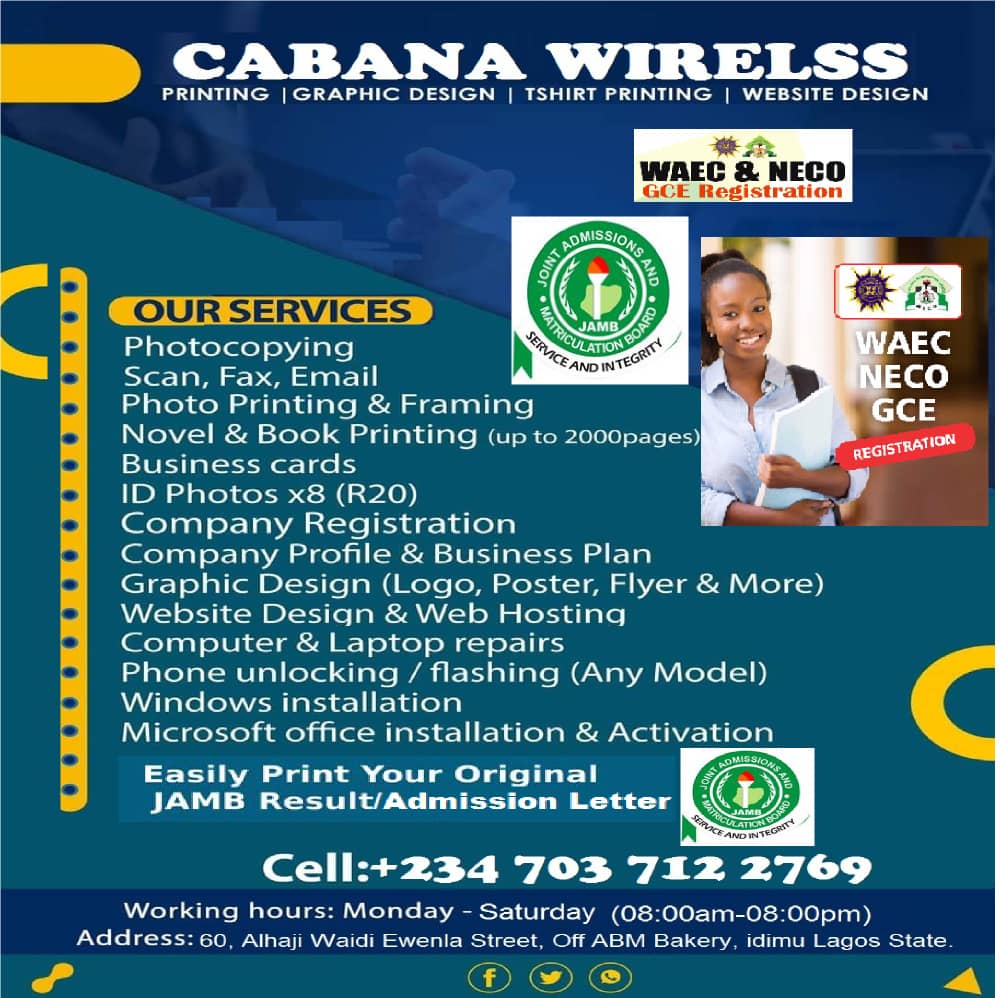 CABANA WIRELSS
PRINTING | GRAPHIC DESIGN | TSHIRT PRINTING | WEBSITE DESIGN
WAEC & NECO
GCE Registration
JOINT ADMISSIONS AND
MATRICULATION BOARD
JAMB
SERVICE AND INTEGRITY
WAEC
NECO
GCE
REGISTRATION
OUR SERVICES
Photocopying
Scan, Fax, Email
Photo Printing & Framing
Novel & Book Printing (up to 2000pages)
Business cards
ID Photos x8 (R20)
Company Registration
Company Profile & Business Plan
Graphic Design (Logo, Poster, Flyer & More)
Website Design & Web Hosting
Computer & Laptop repairs
Phone unlocking / flashing (Any Model)
Windows installation
Microsoft office installation & Activation
Easily Print Your Original
JAMB Result/Admission Letter
JOINT ADMISSIONS AND
MATRICULATION BOARD
JAMB
SERVICE AND INTEGRITY
Cell:+234 703 712 2769
Working hours: Monday - Saturday (08:00am-08:00pm)
Address: 60, Alhaji Waidi Ewenla Street, Off ABM Bakery, idimu Lagos State.